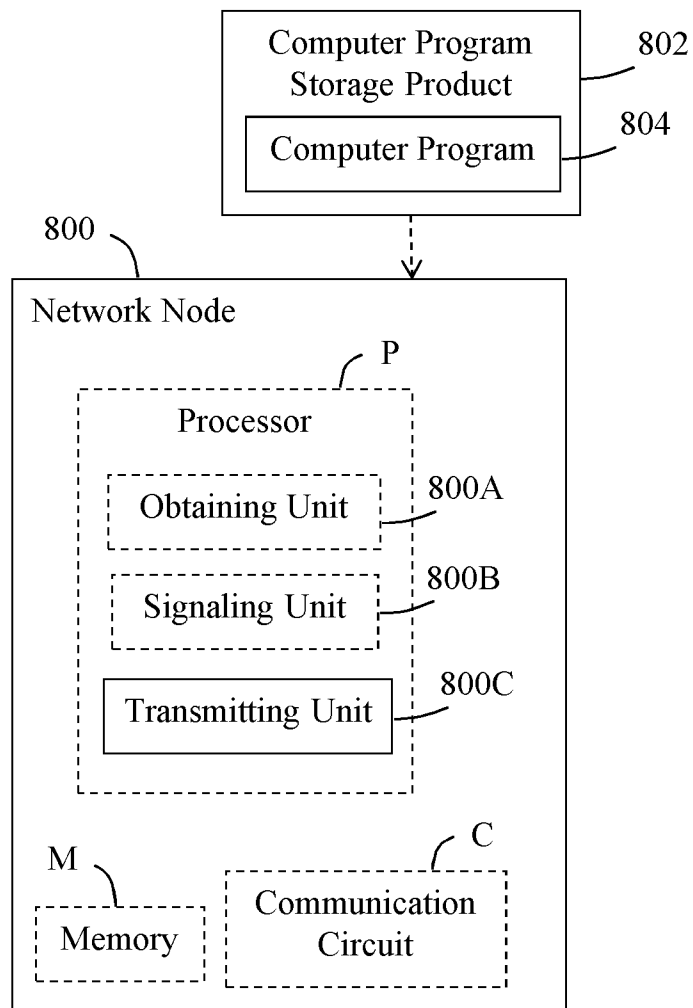 Computer Program
Storage Product
802
Computer Program
804
800
Network Node
P
Processor
Obtaining Unit
800A
Signaling Unit
800B
Transmitting Unit
800C
M
Memory
C
Communication
Circuit